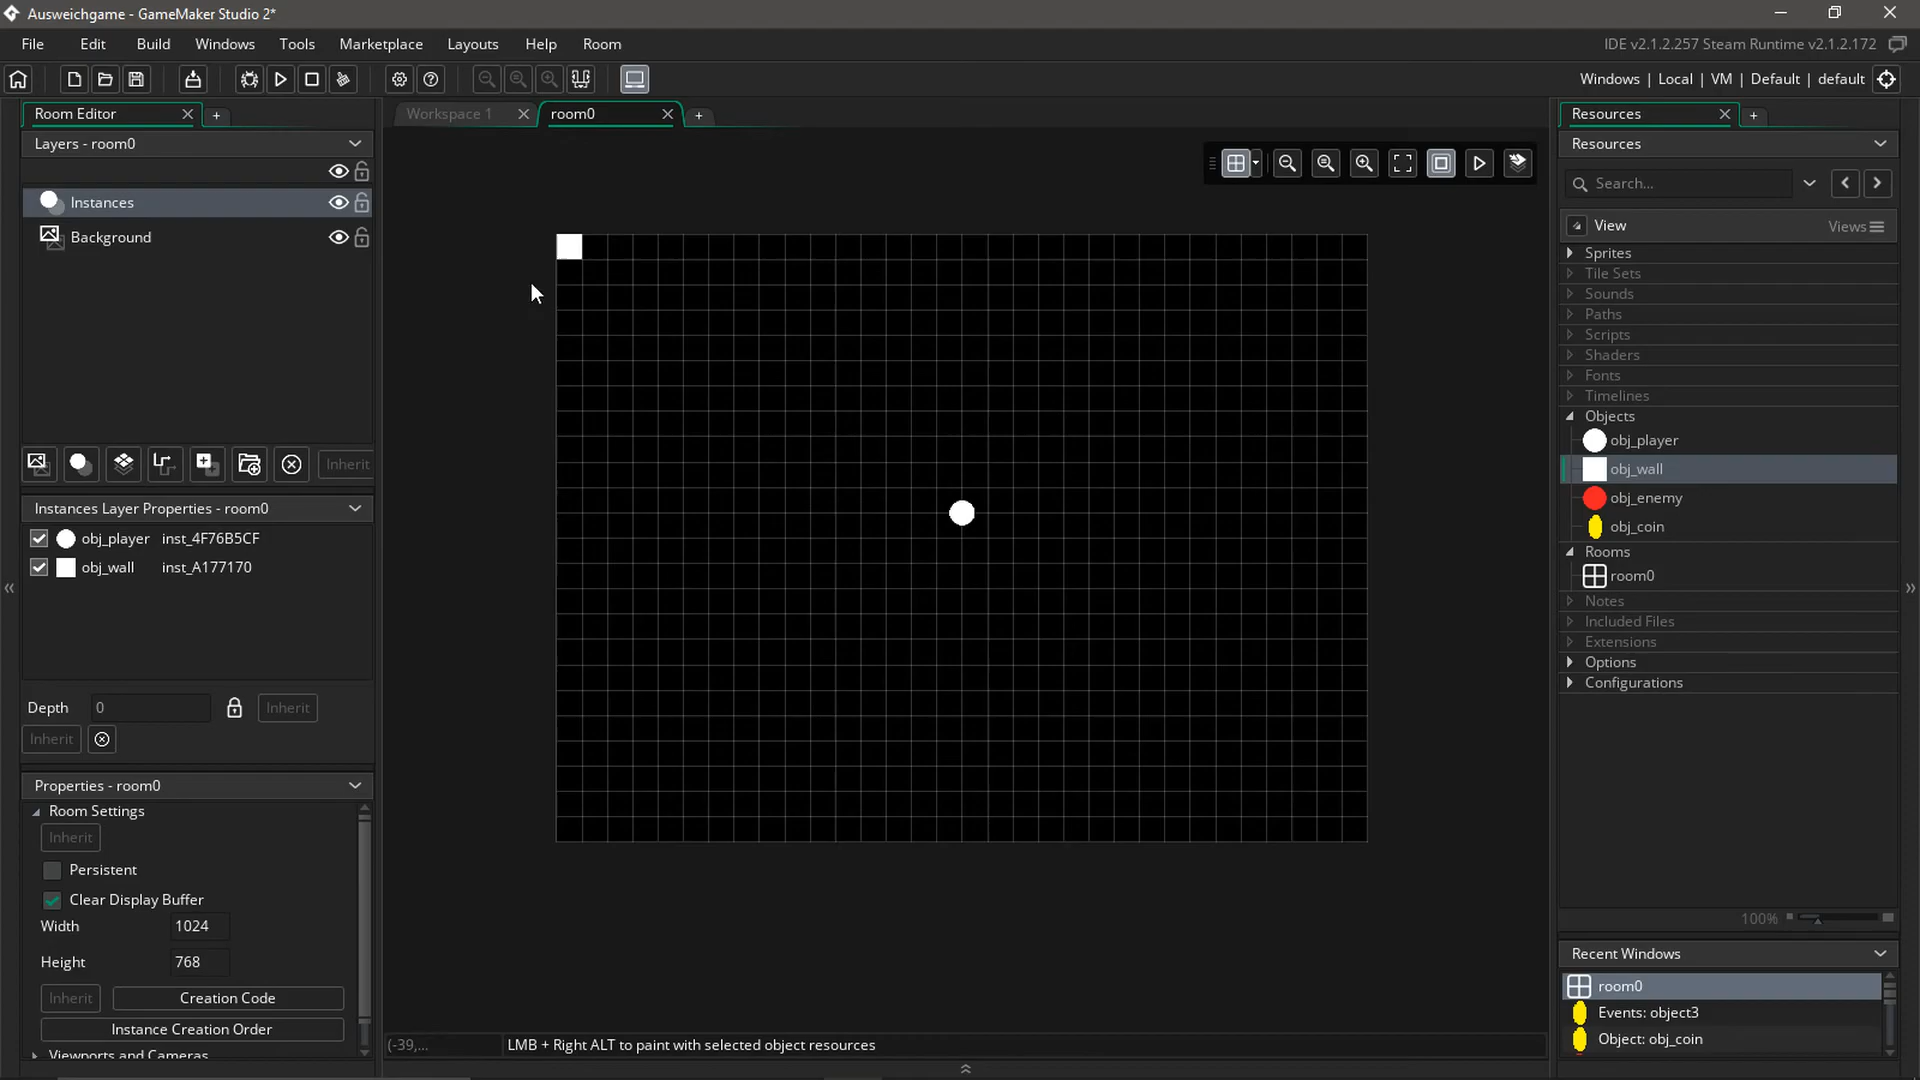 Ausweichgame - GameMaker Studio 2*
File Edit Build Windows Tools Marketplace Layouts Help Room
IDE v2.1.2.257 Steam Runtime v2.1.2.172
Windows | Local | VM | Default | default
Room Editor
Workspace 1
room0
Resources
Layers - room0
Resources
Search...
Instances
View
Views
Background
Sprites
Tile Sets
Sounds
Paths
Scripts
Shaders
Fonts
Timelines
Objects
obj_player
obj_wall
obj_enemy
obj_coin
Rooms
room0
Notes
Included Files
Extensions
Options
Configurations
Inherit
Instances Layer Properties - room0
obj_player inst_4F76B5CF
obj_wall inst_A177170
Depth 0 Inherit
Inherit
Properties - room0
Room Settings
Inherit
Persistent
Clear Display Buffer
Width 1024
Height 768
Inherit Creation Code
Instance Creation Order
Viewports and Cameras
(-39,...
LMB + Right ALT to paint with selected object resources
100%
Recent Windows
room0
Events: object3
Object: obj_coin